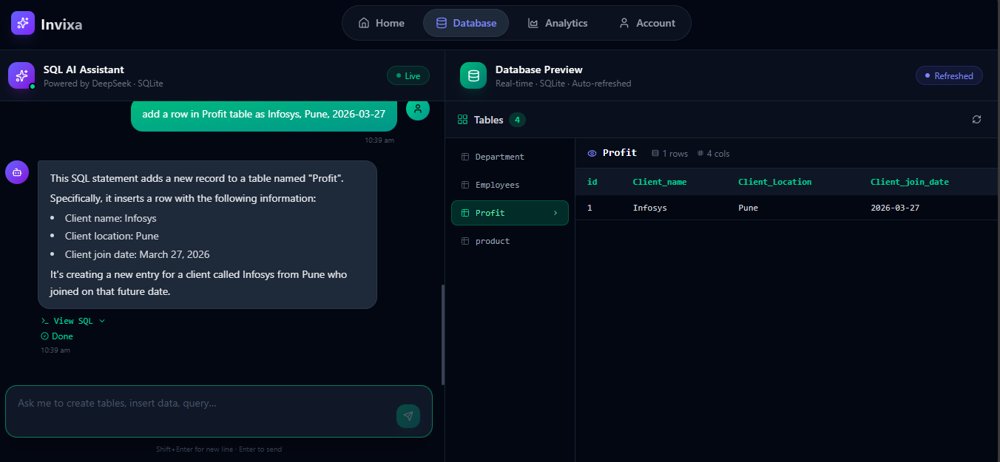 Invixa
Home
Database
Analytics
Account
SQL AI Assistant
Powered by DeepSeek · SQLite
Live
add a row in Profit table as Infosys, Pune, 2026-03-27
10:39 am
This SQL statement adds a new record to a table named "Profit".
Specifically, it inserts a row with the following information:
• Client name: Infosys
• Client location: Pune
• Client join date: March 27, 2026
It's creating a new entry for a client called Infosys from Pune who
joined on that future date.
>_ View SQL
Done
10:39 am
Ask me to create tables, insert data, query...
Shift+Enter for new line · Enter to send
Database Preview
Real-time · SQLite · Auto-refreshed
Refreshed
Tables 4
Department
Employees
Profit
product
Profit 1 rows # 4 cols
id Client_name Client_Location Client_join_date
1 Infosys Pune 2026-03-27